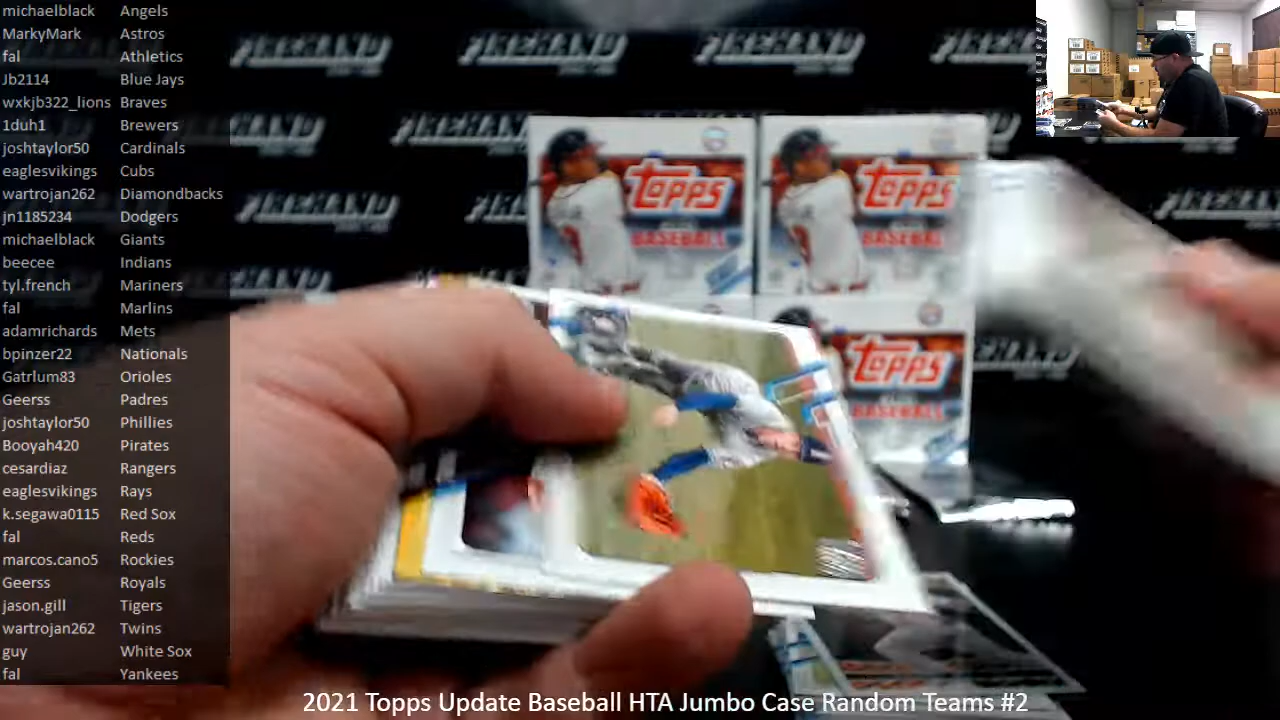 michaelblack Angels
MarkyMark Astros
fal Athletics
Jb2114 Blue Jays
wxkjb322_lions Braves
1duh1 Brewers
joshtaylor50 Cardinals
eaglesvikings Cubs
wartrojan262 Diamondbacks
jn1185234 Dodgers
michaelblack Giants
beecee Indians
tyl.french Mariners
fal Marlins
adamrichards Mets
bpinzer22 Nationals
Gatrlum83 Orioles
Geerss Padres
joshtaylor50 Phillies
Booyah420 Pirates
cesardiaz Rangers
eaglesvikings Rays
k.segawa0115 Red Sox
fal Reds
marcos.cano5 Rockies
Geerss Royals
jason.gill Tigers
wartrojan262 Twins
guy White Sox
fal Yankees
FIREHAND FIREHAND FIREHAND
topps topps
BASEBALL BASEBALL
topps
BASEBALL
2021 Topps Update Baseball HTA Jumbo Case Random Teams #2